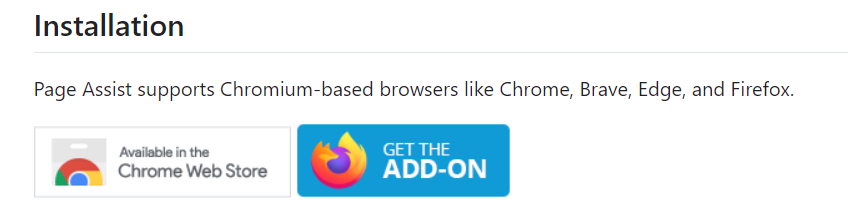 Installation
Page Assist supports Chromium-based browsers like Chrome, Brave, Edge, and Firefox.
Available in the
Chrome Web Store
GET THE
ADD-ON